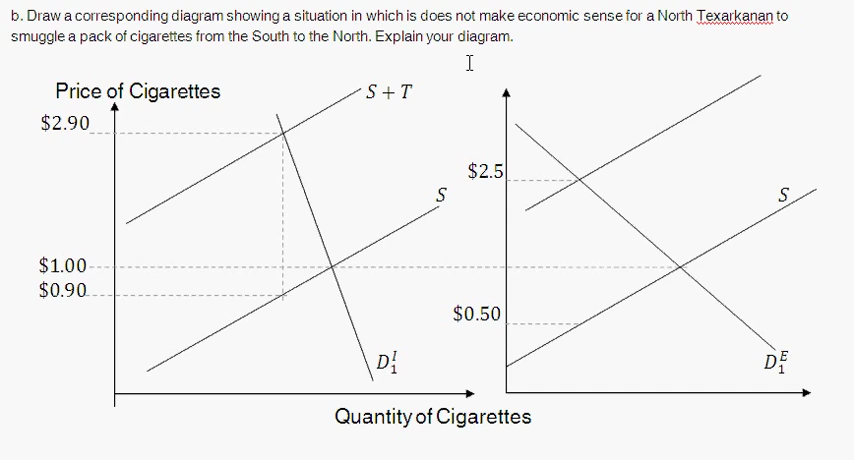 b. Draw a corresponding diagram showing a situation in which is does not make economic sense for a North Texarkanan to
smuggle a pack of cigarettes from the South to the North. Explain your diagram.
Price of Cigarettes
S + T
$2.90
$2.5
S
S
$1.00
$0.90
$0.50
D₁ᴵ
D₁ᴱ
Quantity of Cigarettes